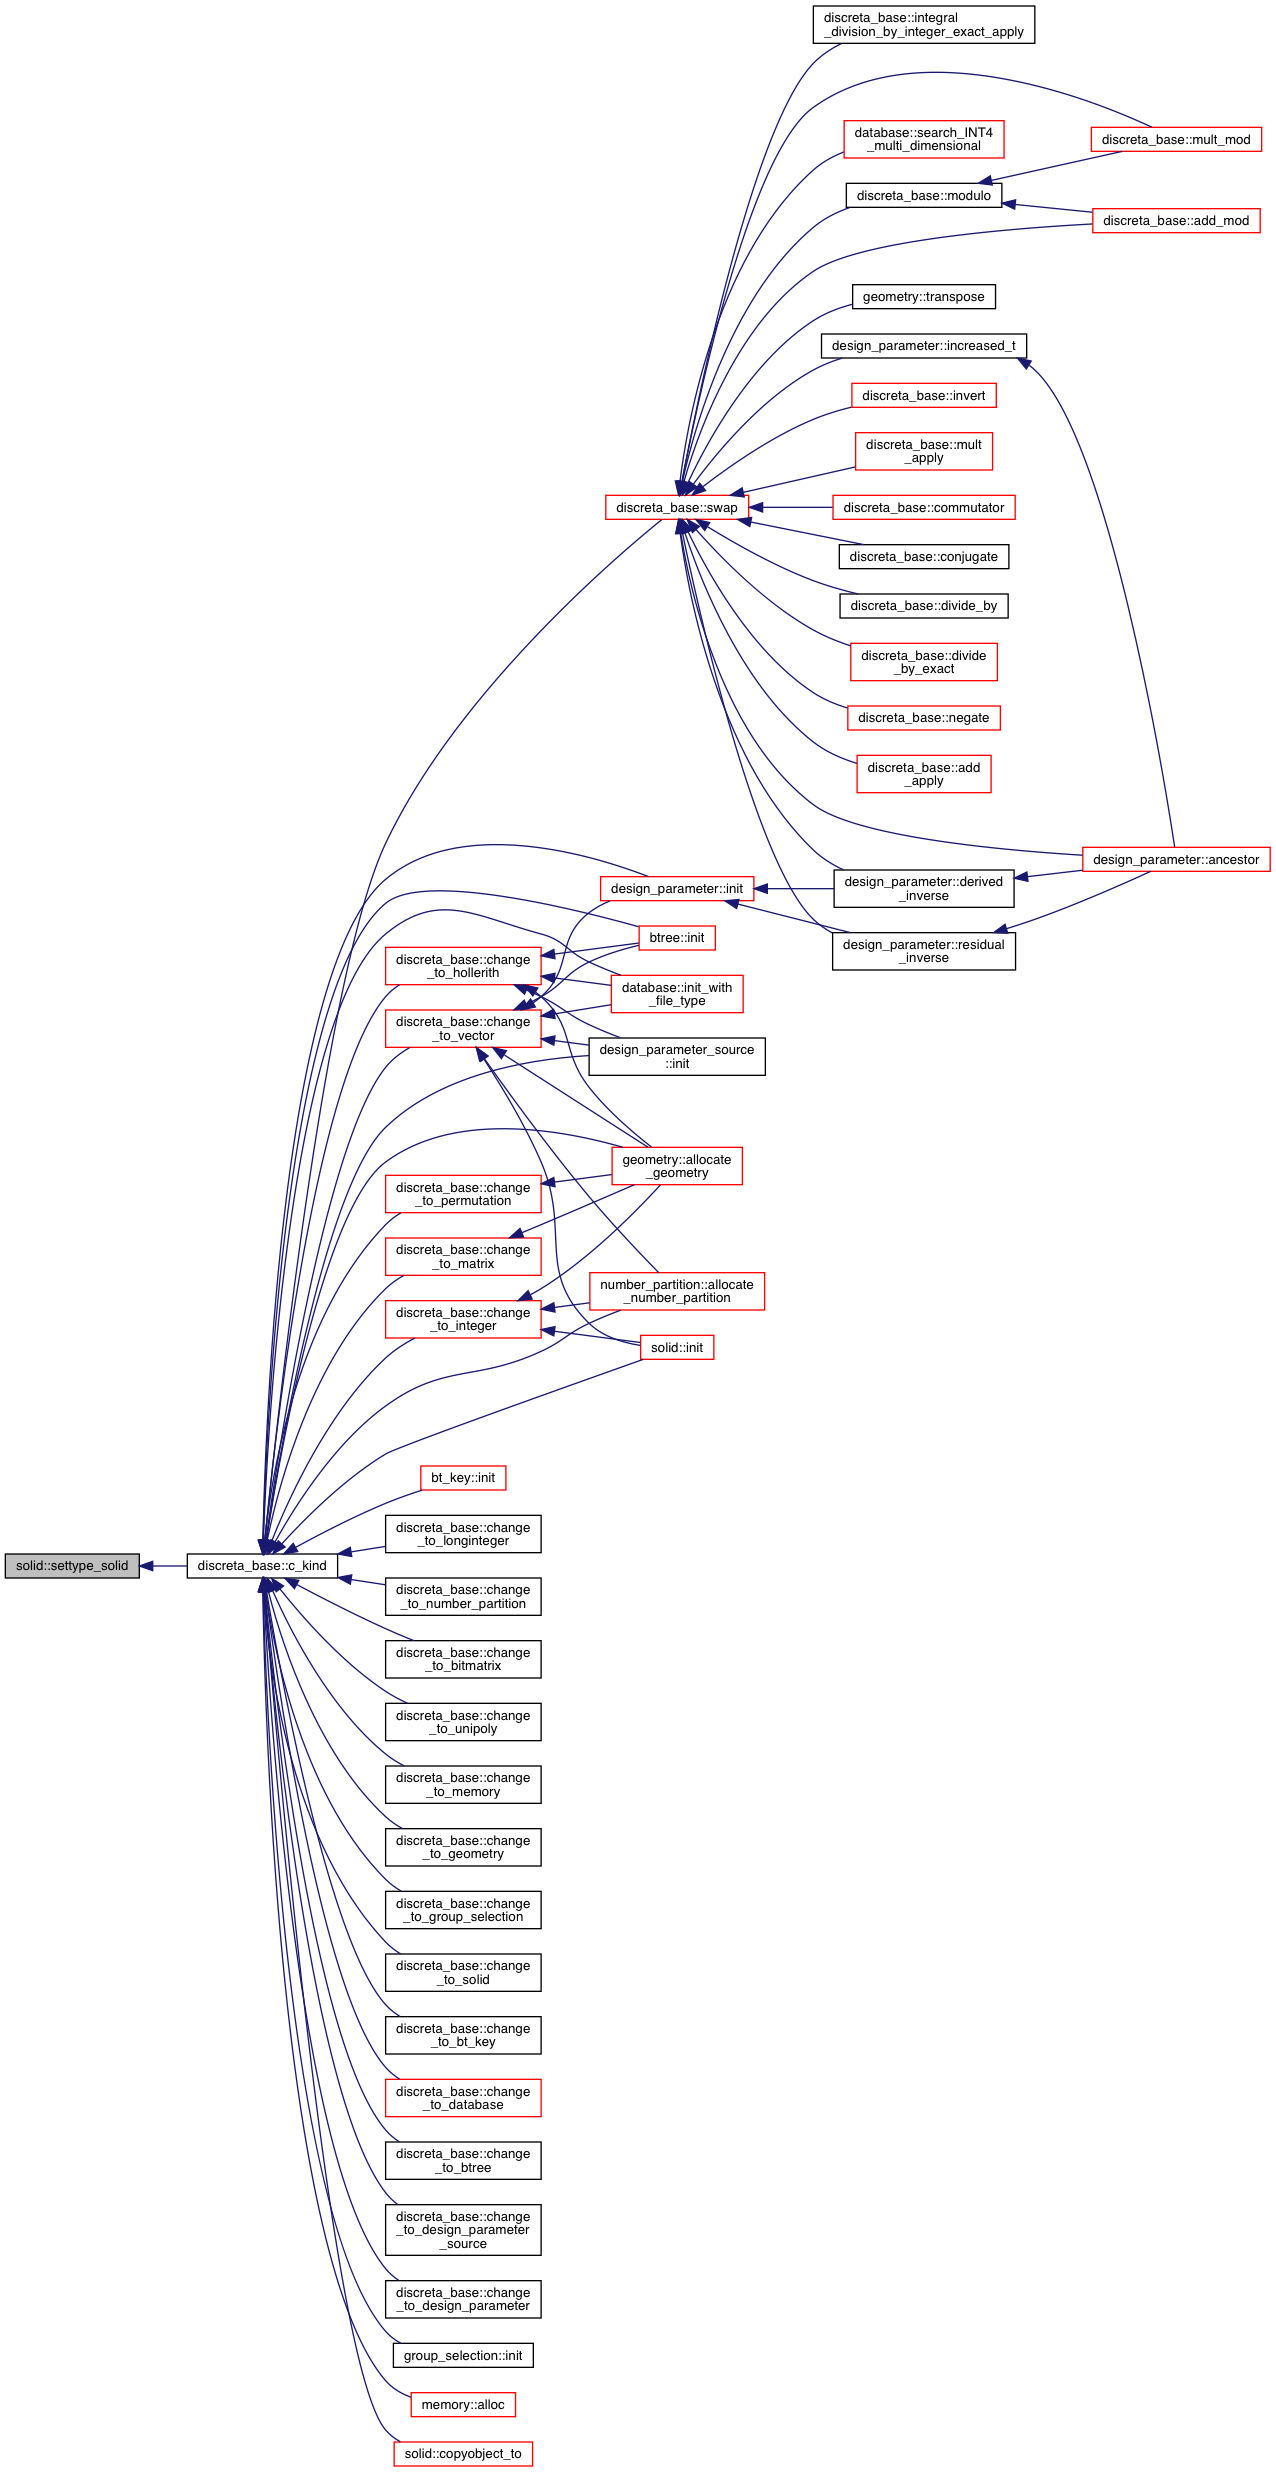 discreta_base::integral
_division_by_integer_exact_apply
database::search_INT4
_multi_dimensional
discreta_base::mult_mod
discreta_base::modulo
discreta_base::add_mod
geometry::transpose
design_parameter::increased_t
discreta_base::invert
discreta_base::mult
_apply
discreta_base::swap
discreta_base::commutator
discreta_base::conjugate
discreta_base::divide_by
discreta_base::divide
_by_exact
discreta_base::negate
discreta_base::add
_apply
design_parameter::ancestor
design_parameter::init
design_parameter::derived
_inverse
btree::init
design_parameter::residual
_inverse
discreta_base::change
_to_hollerith
database::init_with
_file_type
discreta_base::change
_to_vector
design_parameter_source
::init
geometry::allocate
_geometry
discreta_base::change
_to_permutation
discreta_base::change
_to_matrix
number_partition::allocate
_number_partition
discreta_base::change
_to_integer
solid::init
bt_key::init
discreta_base::change
_to_longinteger
solid::settype_solid
discreta_base::c_kind
discreta_base::change
_to_number_partition
discreta_base::change
_to_bitmatrix
discreta_base::change
_to_unipoly
discreta_base::change
_to_memory
discreta_base::change
_to_geometry
discreta_base::change
_to_group_selection
discreta_base::change
_to_solid
discreta_base::change
_to_bt_key
discreta_base::change
_to_database
discreta_base::change
_to_btree
discreta_base::change
_to_design_parameter
_source
discreta_base::change
_to_design_parameter
group_selection::init
memory::alloc
solid::copyobject_to